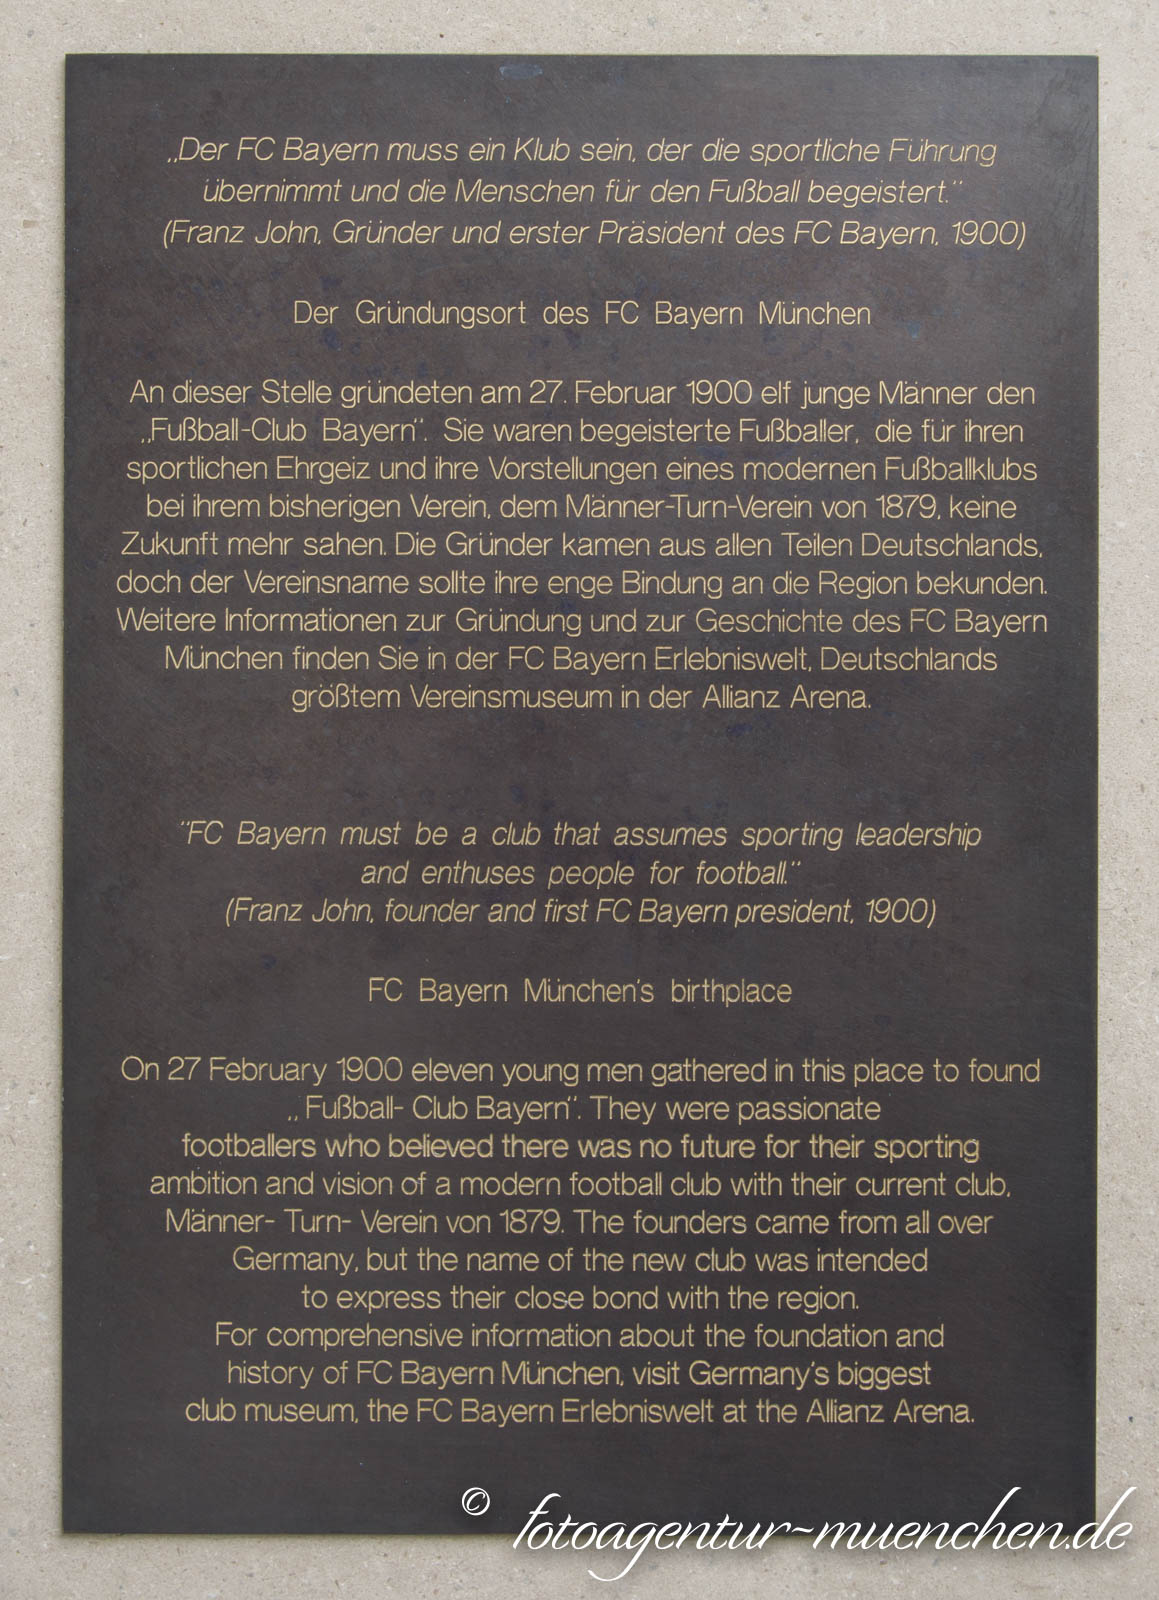 „Der FC Bayern muss ein Klub sein, der die sportliche Führung
übernimmt und die Menschen für den Fußball begeistert."
(Franz John, Gründer und erster Präsident des FC Bayern, 1900)
Der Gründungsort des FC Bayern München
An dieser Stelle gründeten am 27. Februar 1900 elf junge Männer den
„Fußball-Club Bayern". Sie waren begeisterte Fußballer, die für ihren
sportlichen Ehrgeiz und ihre Vorstellungen eines modernen Fußballklubs
bei ihrem bisherigen Verein, dem Männer-Turn-Verein von 1879, keine
Zukunft mehr sahen. Die Gründer kamen aus allen Teilen Deutschlands,
doch der Vereinsname sollte ihre enge Bindung an die Region bekunden.
Weitere Informationen zur Gründung und zur Geschichte des FC Bayern
München finden Sie in der FC Bayern Erlebniswelt, Deutschlands
größtem Vereinsmuseum in der Allianz Arena.
"FC Bayern must be a club that assumes sporting leadership
and enthuses people for football."
(Franz John, founder and first FC Bayern president, 1900)
FC Bayern München's birthplace
On 27 February 1900 eleven young men gathered in this place to found
„ Fußball- Club Bayern". They were passionate
footballers who believed there was no future for their sporting
ambition and vision of a modern football club with their current club,
Männer- Turn- Verein von 1879. The founders came from all over
Germany, but the name of the new club was intended
to express their close bond with the region.
For comprehensive information about the foundation and
history of FC Bayern München, visit Germany's biggest
club museum, the FC Bayern Erlebniswelt at the Allianz Arena.
© fotoagentur-muenchen.de